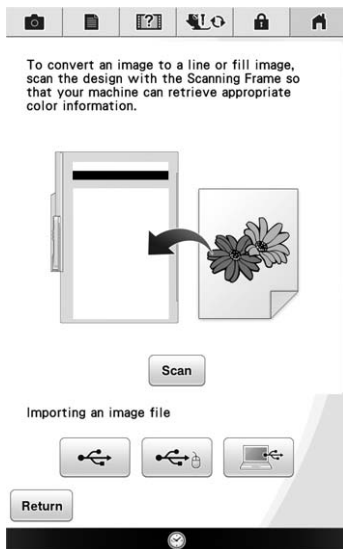 To convert an image to a line or fill image,
scan the design with the Scanning Frame so
that your machine can retrieve appropriate
color information.
Scan
Importing an image file
Return